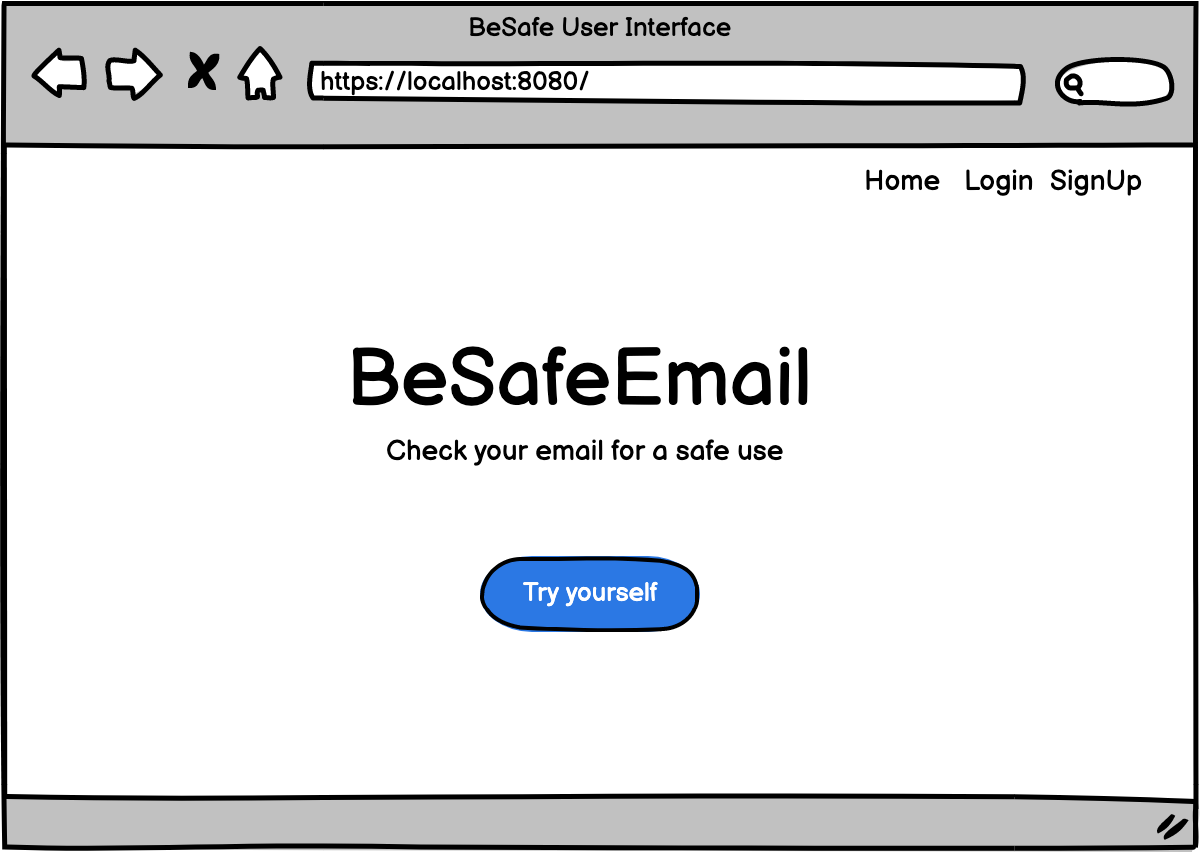 BeSafe User Interface
https://localhost:8080/
Home Login SignUp
BeSafeEmail
Check your email for a safe use
Try yourself